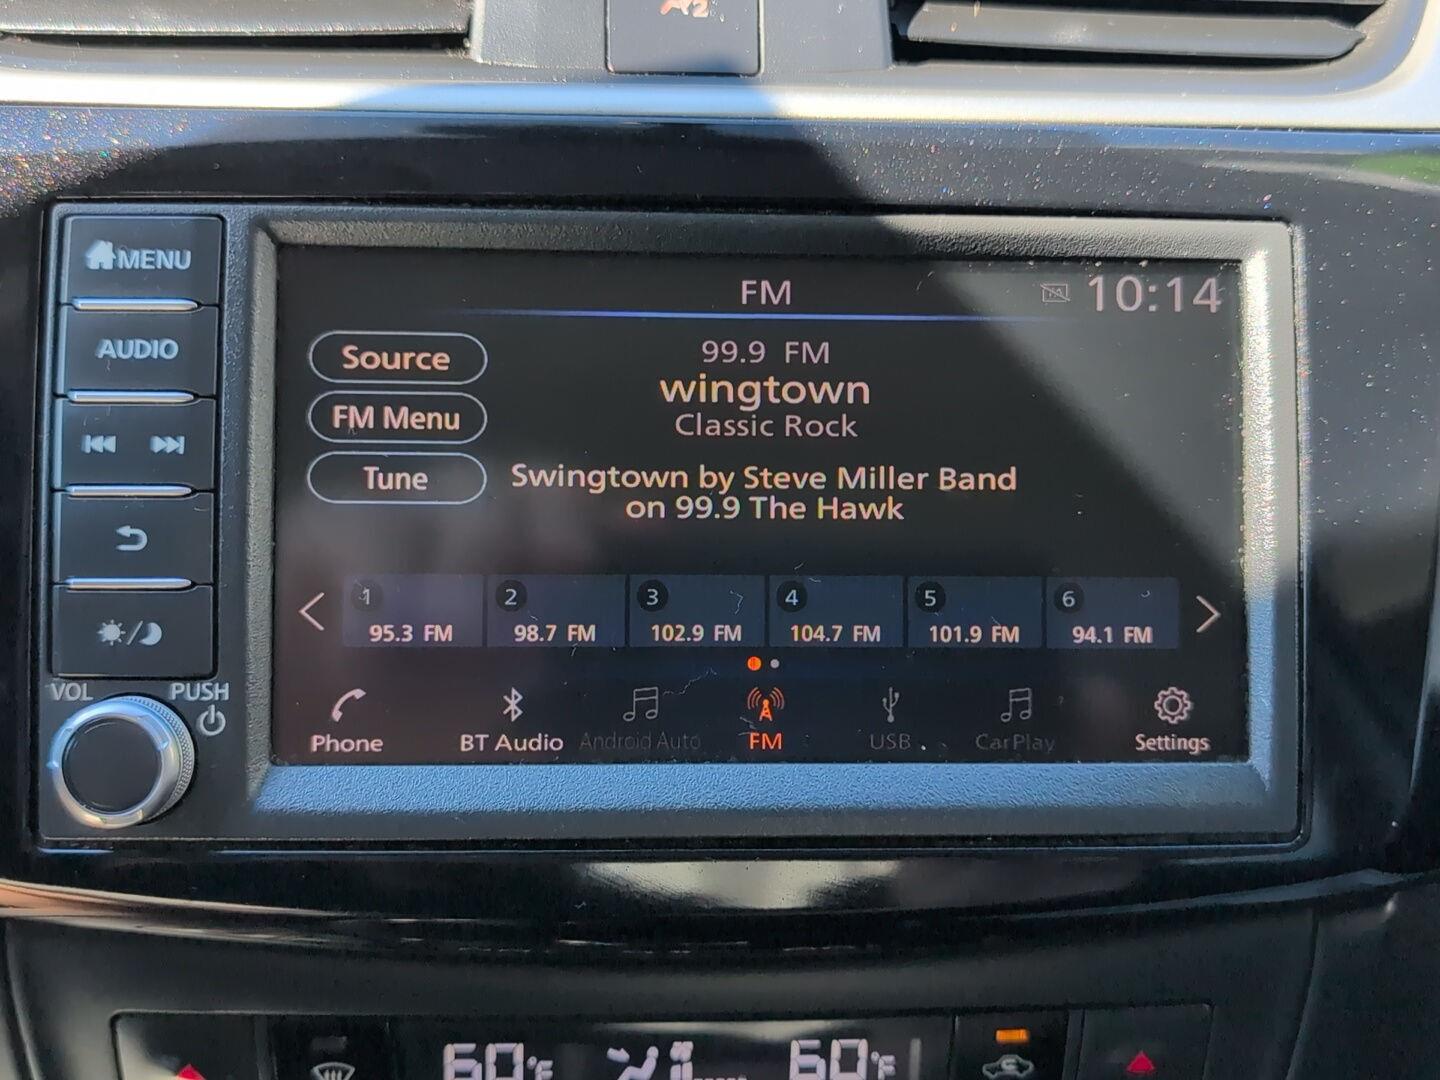 MENU
AUDIO
VOL
PUSH
FM
10:14
Source
FM Menu
Tune
99.9 FM
wingtown
Classic Rock
Swingtown by Steve Miller Band
on 99.9 The Hawk
1
95.3 FM
2
98.7 FM
3
102.9 FM
4
104.7 FM
5
101.9 FM
6
94.1 FM
Phone
BT Audio
Android Auto
FM
USB
CarPlay
Settings
60°F
60°F